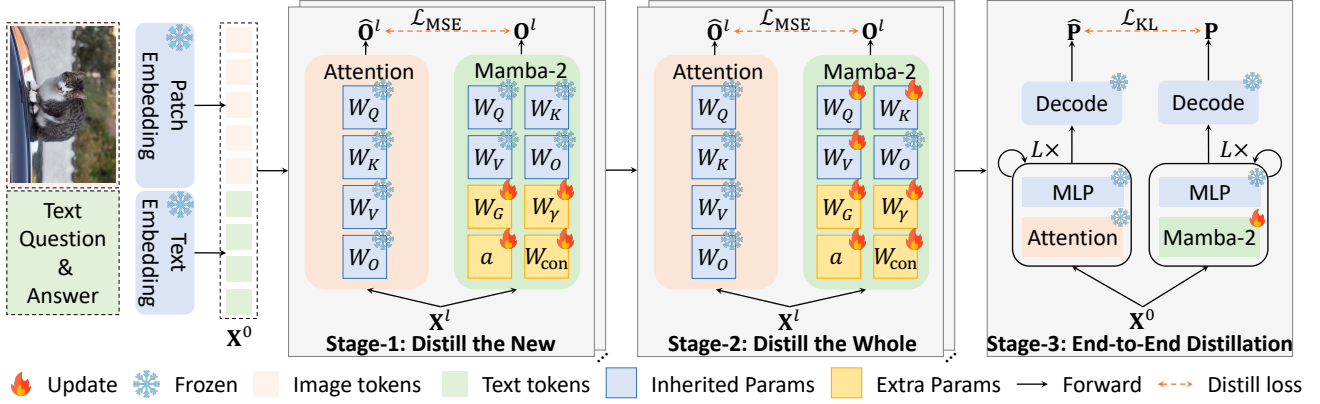 Patch
Embedding
Text
Embedding
Text
Question
&
Answer
X⁰
Ô^l ℒ_MSE O^l
Attention Mamba-2
W_Q W_Q W_K
W_K W_V W_O
W_V W_G W_γ
W_O a W_con
X^l
Stage-1: Distill the New
...
Ô^l ℒ_MSE O^l
Attention Mamba-2
W_Q W_Q W_K
W_K W_V W_O
W_V W_G W_γ
W_O a W_con
X^l
Stage-2: Distill the Whole
...
P̂ ℒ_KL P
Decode Decode
L× L×
MLP MLP
Attention Mamba-2
X⁰
Stage-3: End-to-End Distillation
Update Frozen Image tokens Text tokens Inherited Params Extra Params Forward Distill loss